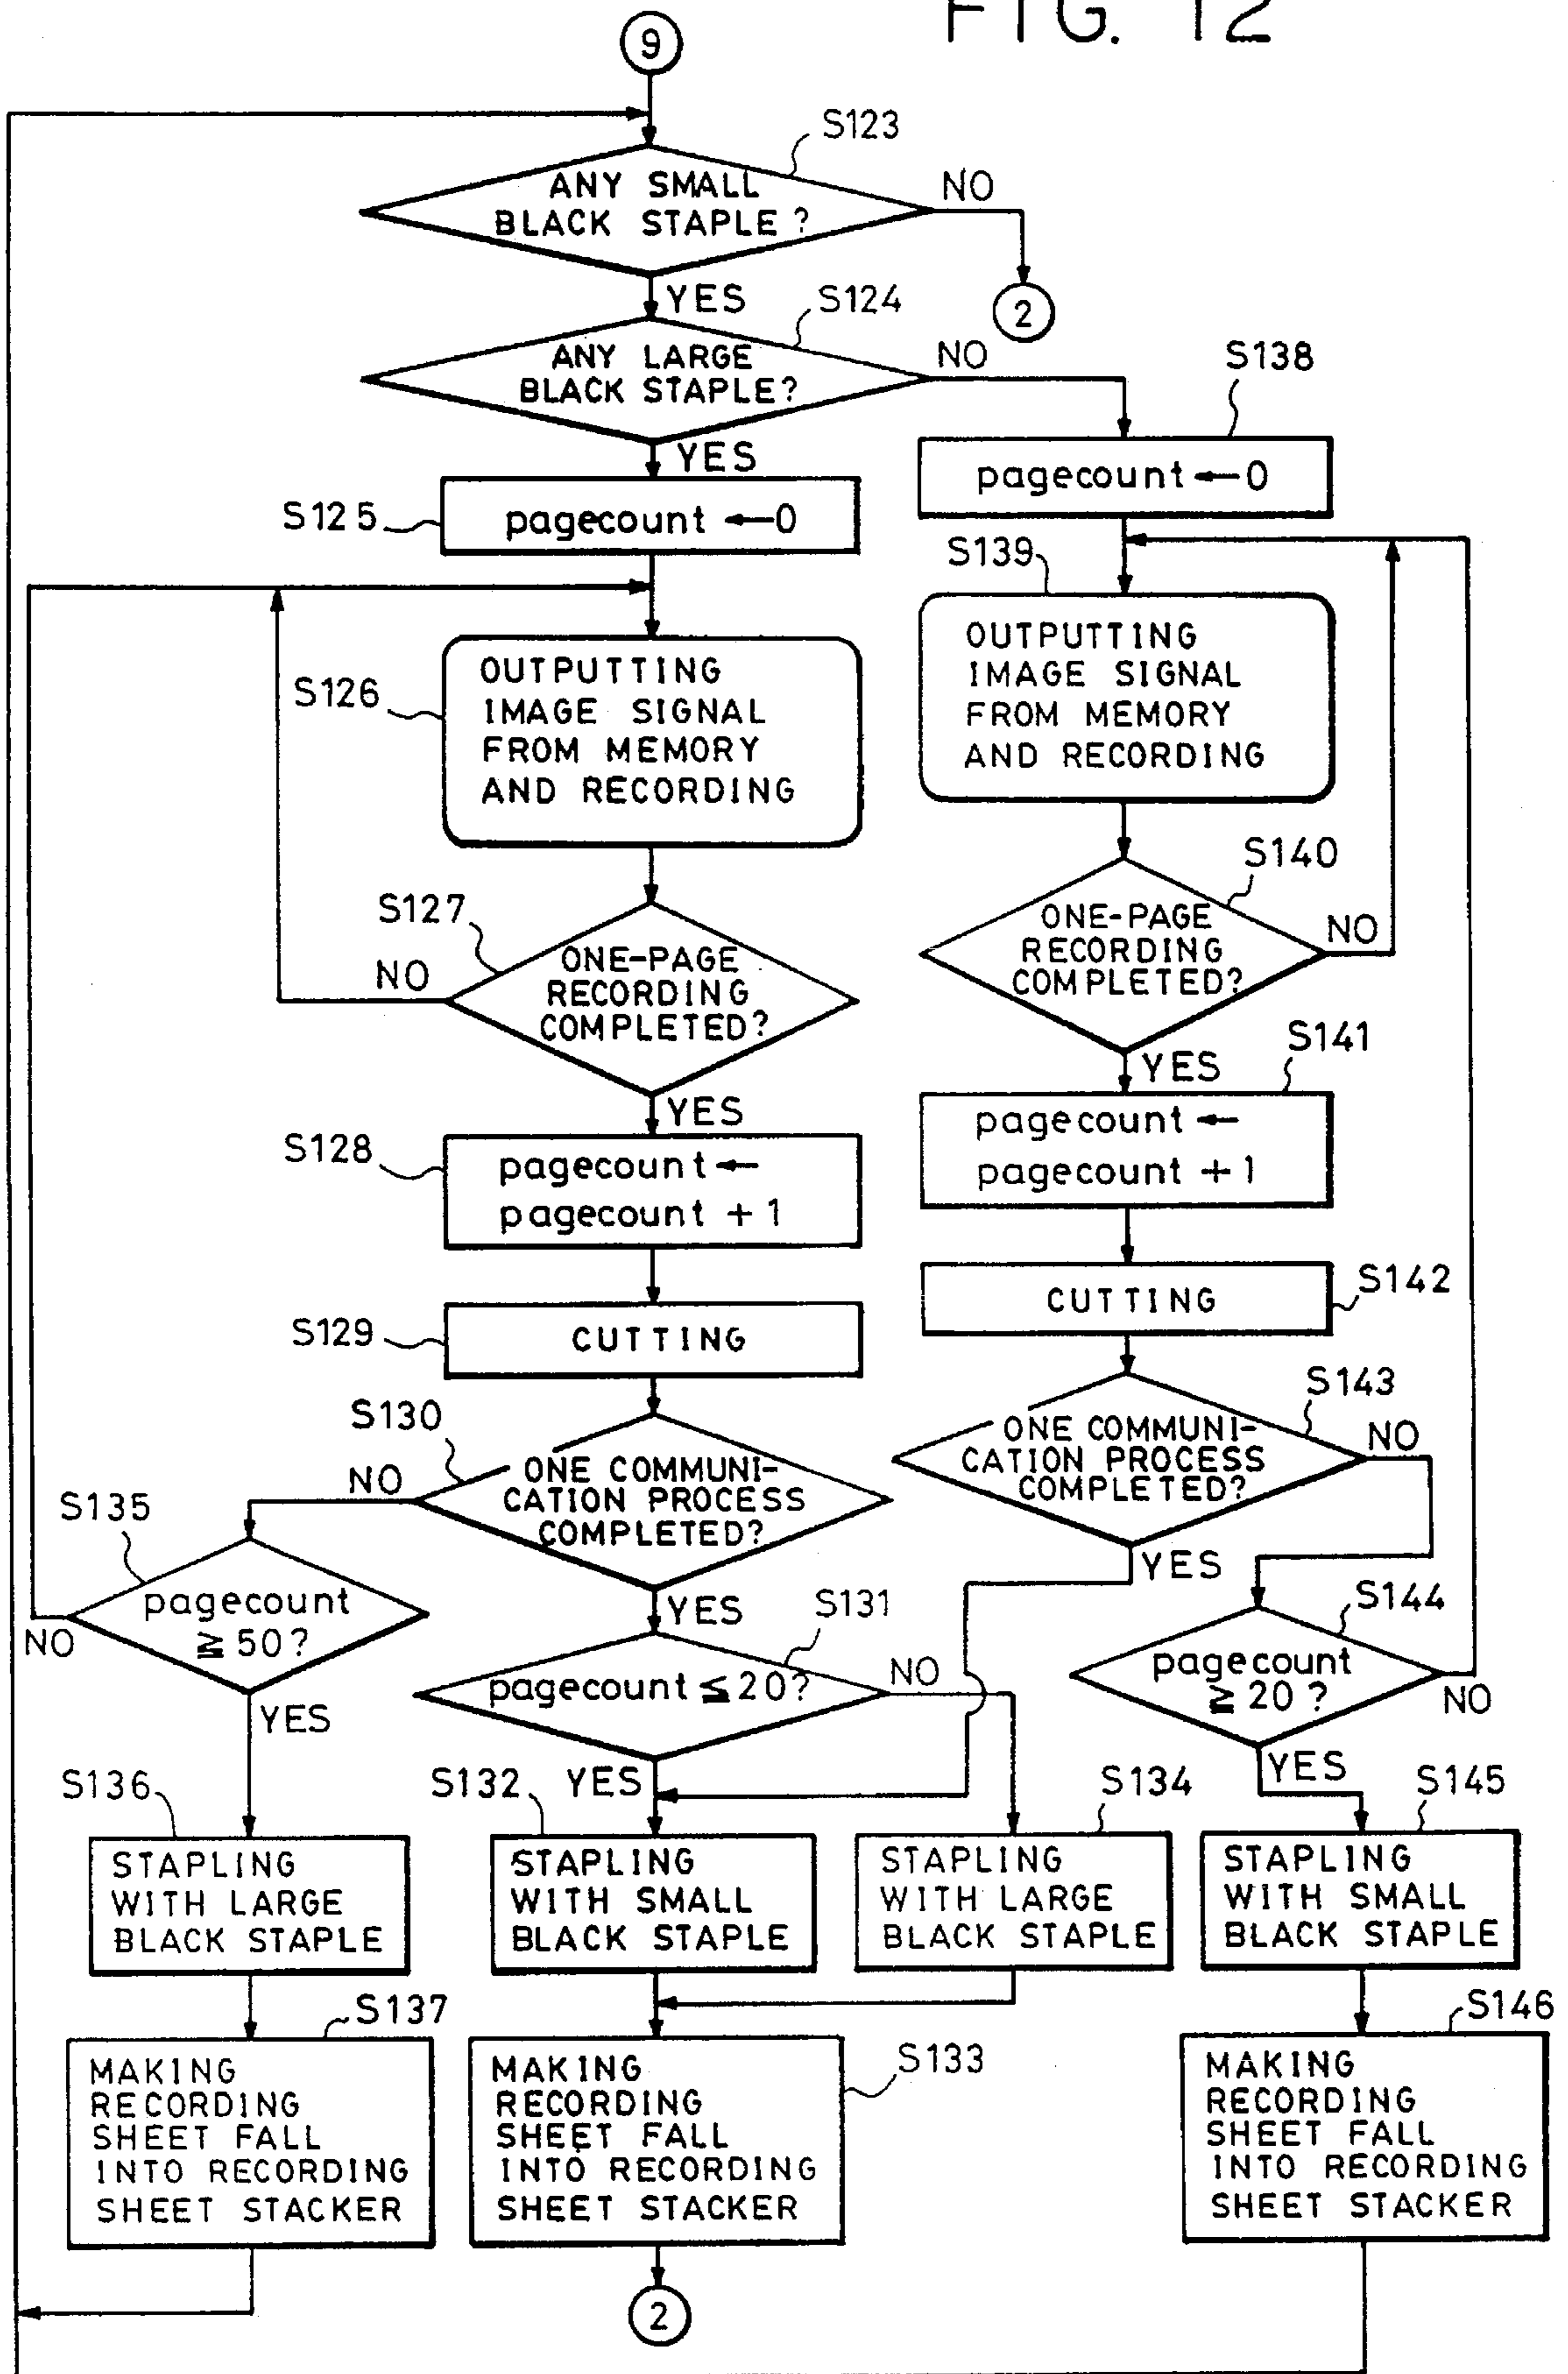 FIG. 12
9
S123
ANY SMALL
BLACK STAPLE?
NO
2
YES
S124
ANY LARGE
BLACK STAPLE?
NO
S138
YES
pagecount ← 0
S125
pagecount ← 0
S139
OUTPUTTING
IMAGE SIGNAL
FROM MEMORY
AND RECORDING
S126
OUTPUTTING
IMAGE SIGNAL
FROM MEMORY
AND RECORDING
S140
ONE-PAGE
RECORDING
COMPLETED?
NO
S127
NO
ONE-PAGE
RECORDING
COMPLETED?
S141
YES
pagecount ←
pagecount + 1
YES
S128
pagecount ←
pagecount + 1
S142
CUTTING
S129
CUTTING
S143
ONE COMMUNI-
CATION PROCESS
COMPLETED?
NO
S130
NO
ONE COMMUNI-
CATION PROCESS
COMPLETED?
YES
S135
pagecount
≧ 50?
NO
YES
YES
S131
pagecount ≦ 20?
NO
S144
pagecount
≧ 20?
NO
YES
S136
STAPLING
WITH LARGE
BLACK STAPLE
S132
YES
STAPLING
WITH SMALL
BLACK STAPLE
S134
STAPLING
WITH LARGE
BLACK STAPLE
S145
STAPLING
WITH SMALL
BLACK STAPLE
S137
MAKING
RECORDING
SHEET FALL
INTO RECORDING
SHEET STACKER
S133
MAKING
RECORDING
SHEET FALL
INTO RECORDING
SHEET STACKER
S146
MAKING
RECORDING
SHEET FALL
INTO RECORDING
SHEET STACKER
2